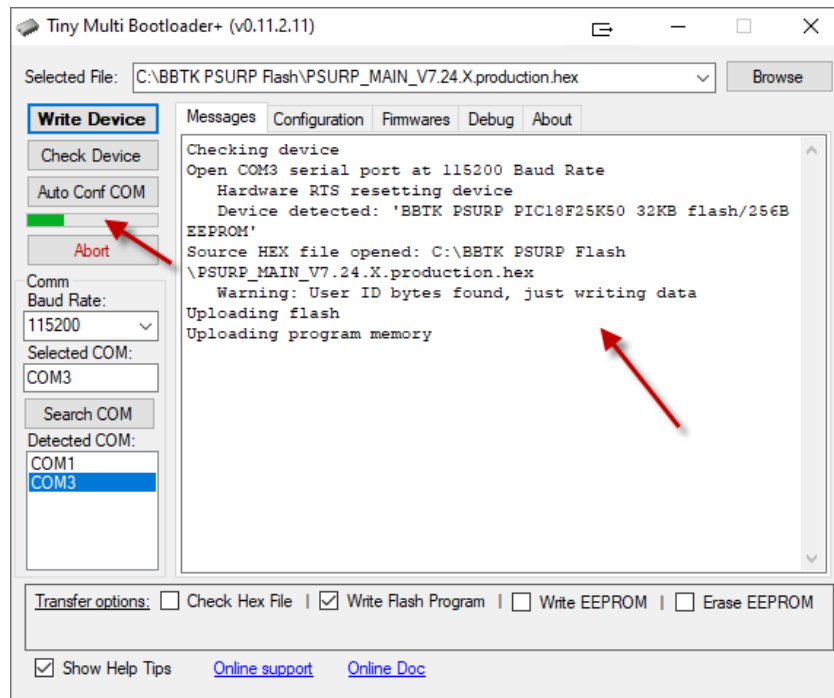 Tiny Multi Bootloader+ (v0.11.2.11)
Selected File: C:\BBTK PSURP Flash\PSURP_MAIN_V7.24.X.production.hex Browse
Write Device
Check Device
Auto Conf COM
Abort
Comm
Baud Rate:
115200
Selected COM:
COM3
Search COM
Detected COM:
COM1
COM3
Messages Configuration Firmwares Debug About
Checking device
Open COM3 serial port at 115200 Baud Rate
Hardware RTS resetting device
Device detected: 'BBTK PSURP PIC18F25K50 32KB flash/256B
EEPROM'
Source HEX file opened: C:\BBTK PSURP Flash
\PSURP_MAIN_V7.24.X.production.hex
Warning: User ID bytes found, just writing data
Uploading flash
Uploading program memory
Transfer options: Check Hex File | Write Flash Program | Write EEPROM | Erase EEPROM
Show Help Tips Online support Online Doc